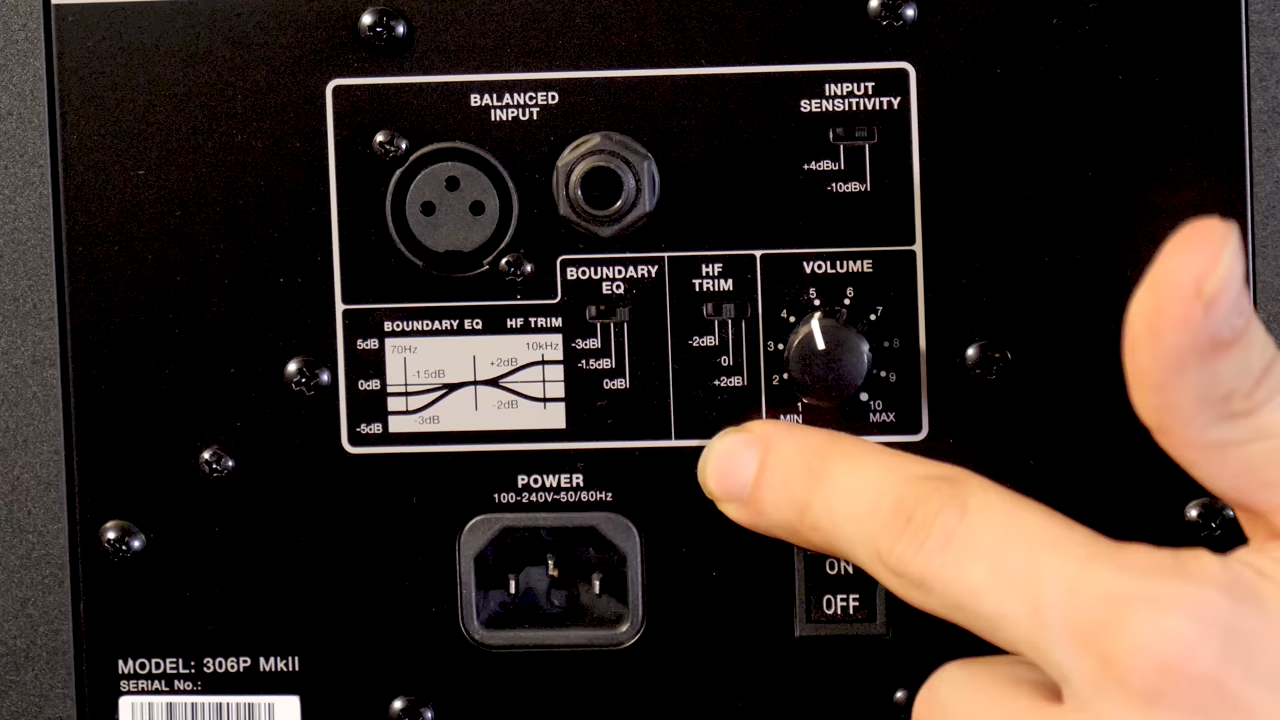 BALANCED
INPUT
INPUT
SENSITIVITY
+4dBu
-10dBv
BOUNDARY
EQ
-3dB
-1.5dB
0dB
HF
TRIM
-2dB
0
+2dB
VOLUME
1
2
3
4
5
6
7
8
9
10
MIN
MAX
BOUNDARY EQ HF TRIM
5dB
0dB
-5dB
70Hz
10kHz
-1.5dB
+2dB
-3dB
-2dB
POWER
100-240V~50/60Hz
ON
OFF
MODEL: 306P MkII
SERIAL No.: